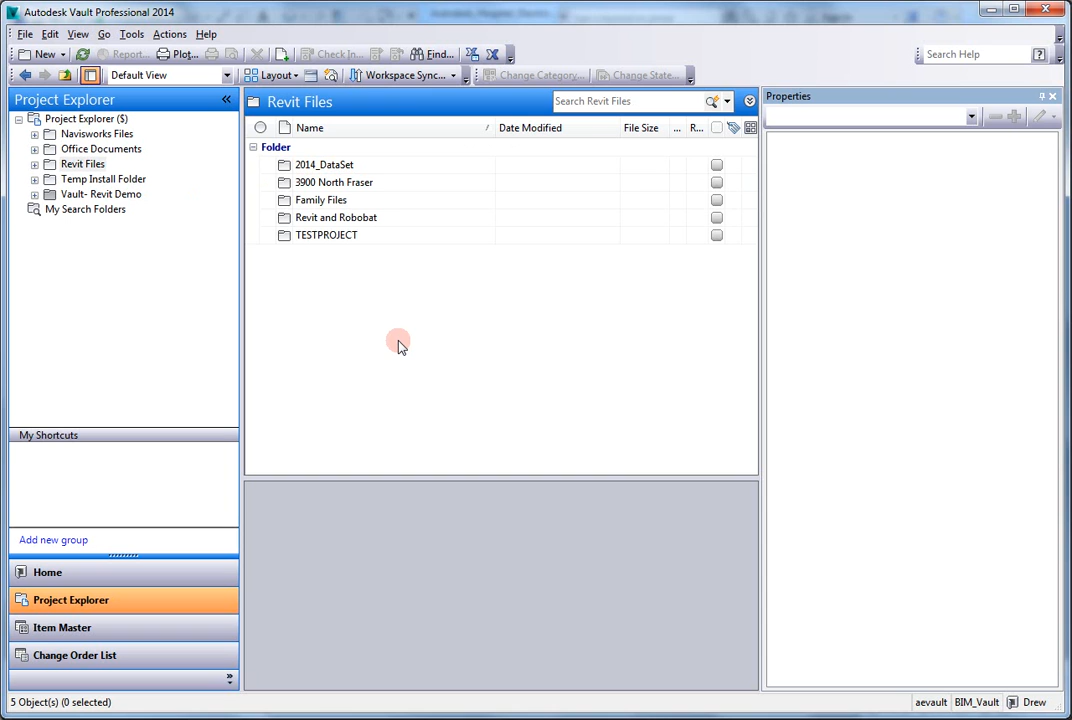 Autodesk Vault Professional 2014
File Edit View Go Tools Actions Help
New Report... Plot... Check In... Find... Search Help
Default View Layout Workspace Sync... Change Category... Change State...
Project Explorer
Revit Files
Search Revit Files
Properties
Project Explorer ($)
Navisworks Files
Office Documents
Revit Files
Temp Install Folder
Vault- Revit Demo
My Search Folders
Name / Date Modified File Size ... R...
Folder
2014_DataSet
3900 North Fraser
Family Files
Revit and Robobat
TESTPROJECT
My Shortcuts
Add new group
Home
Project Explorer
Item Master
Change Order List
5 Object(s) (0 selected) aevault BIM_Vault Drew